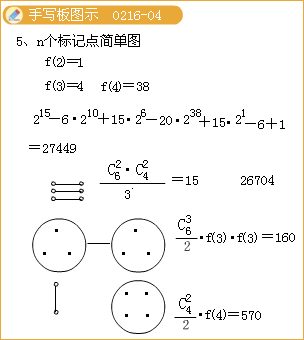 手写板图示 0216-04
5、n个标记点简单图
f(2)=1
f(3)=4 f(4)=38
2^15-6·2^10+15·2^6-20·2^38+15·2^1-6+1
=27449
C_6^2·C_4^2/3 =15 26704
C_6^3/2·f(3)·f(3)=160
C_4^2/2·f(4)=570